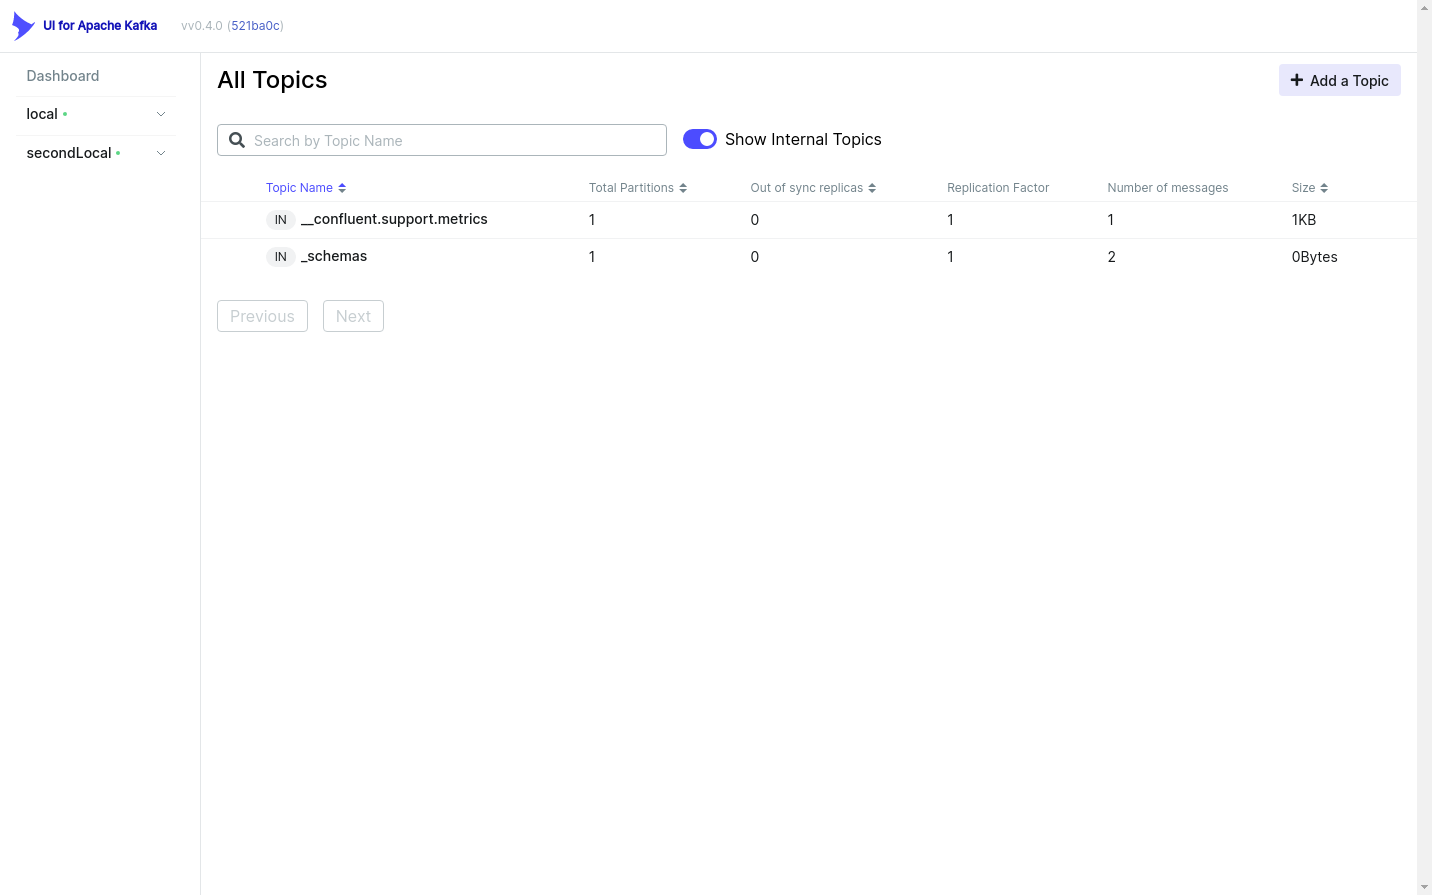 UI for Apache Kafka vv0.4.0 (521ba0c)
Dashboard
local
secondLocal
All Topics
Add a Topic
Search by Topic Name
Show Internal Topics
Topic Name Total Partitions Out of sync replicas Replication Factor Number of messages Size
IN __confluent.support.metrics 1 0 1 1 1KB
IN _schemas 1 0 1 2 0Bytes
Previous Next